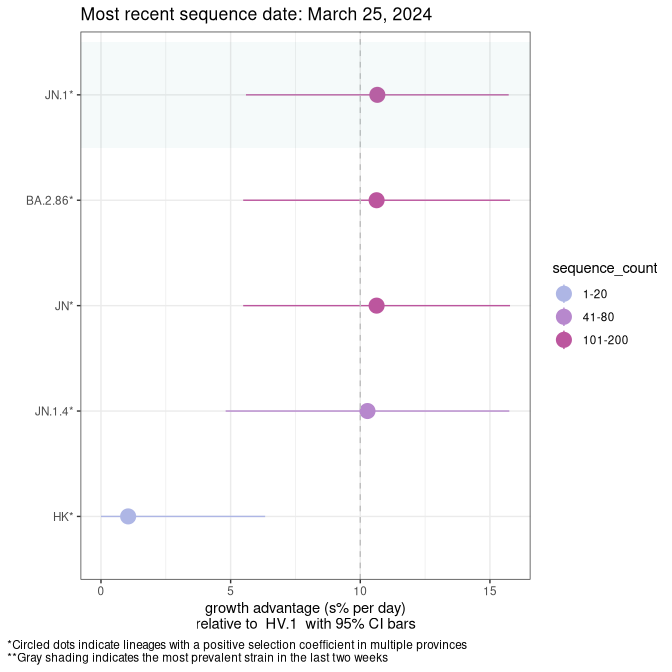 Most recent sequence date: March 25, 2024
JN.1*
BA.2.86*
JN*
JN.1.4*
HK*
0 5 10 15
growth advantage (s% per day)
relative to HV.1 with 95% CI bars
sequence_count
1-20
41-80
101-200
*Circled dots indicate lineages with a positive selection coefficient in multiple provinces
**Gray shading indicates the most prevalent strain in the last two weeks